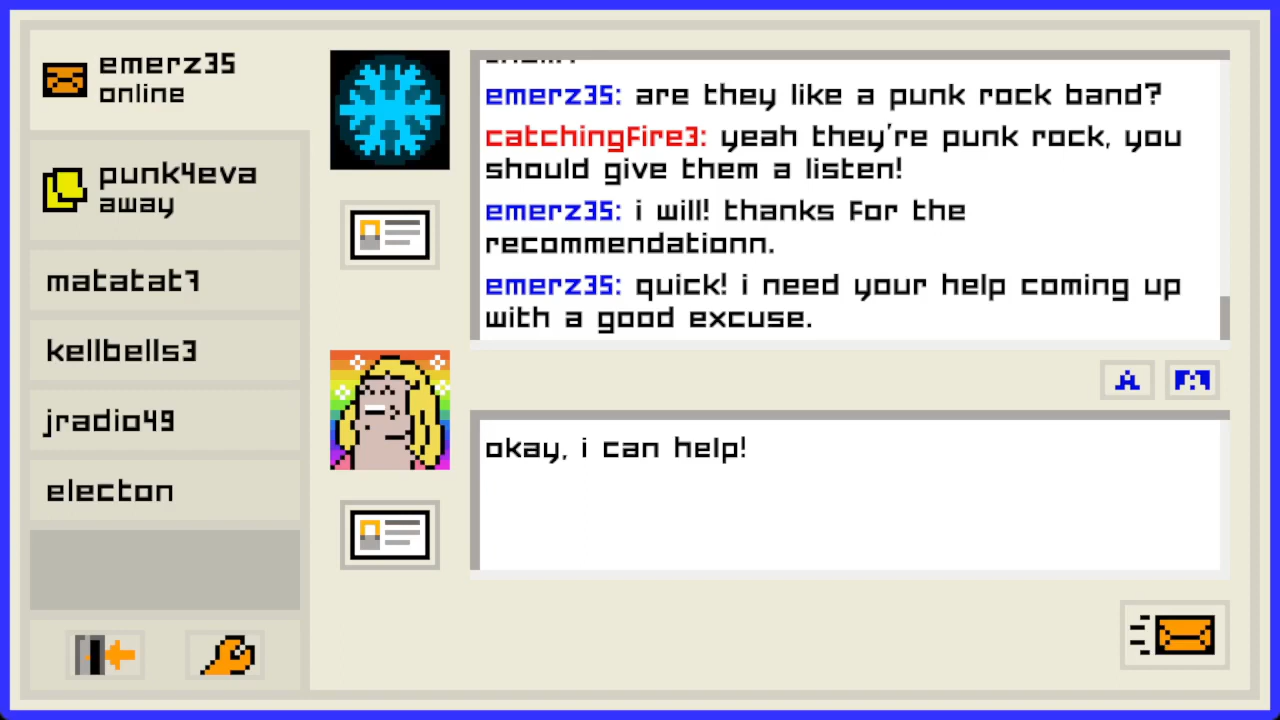 emerz35
online
punk4eva
away
matatat7
kellbells3
jradio49
electon
emerz35: are they like a punk rock band?
catchingFire3: yeah they're punk rock, you
should give them a listen!
emerz35: i will! thanks For the
recommendationn.
emerz35: quick! i need your help coming up
with a good excuse.
A
A
okay, i can help!